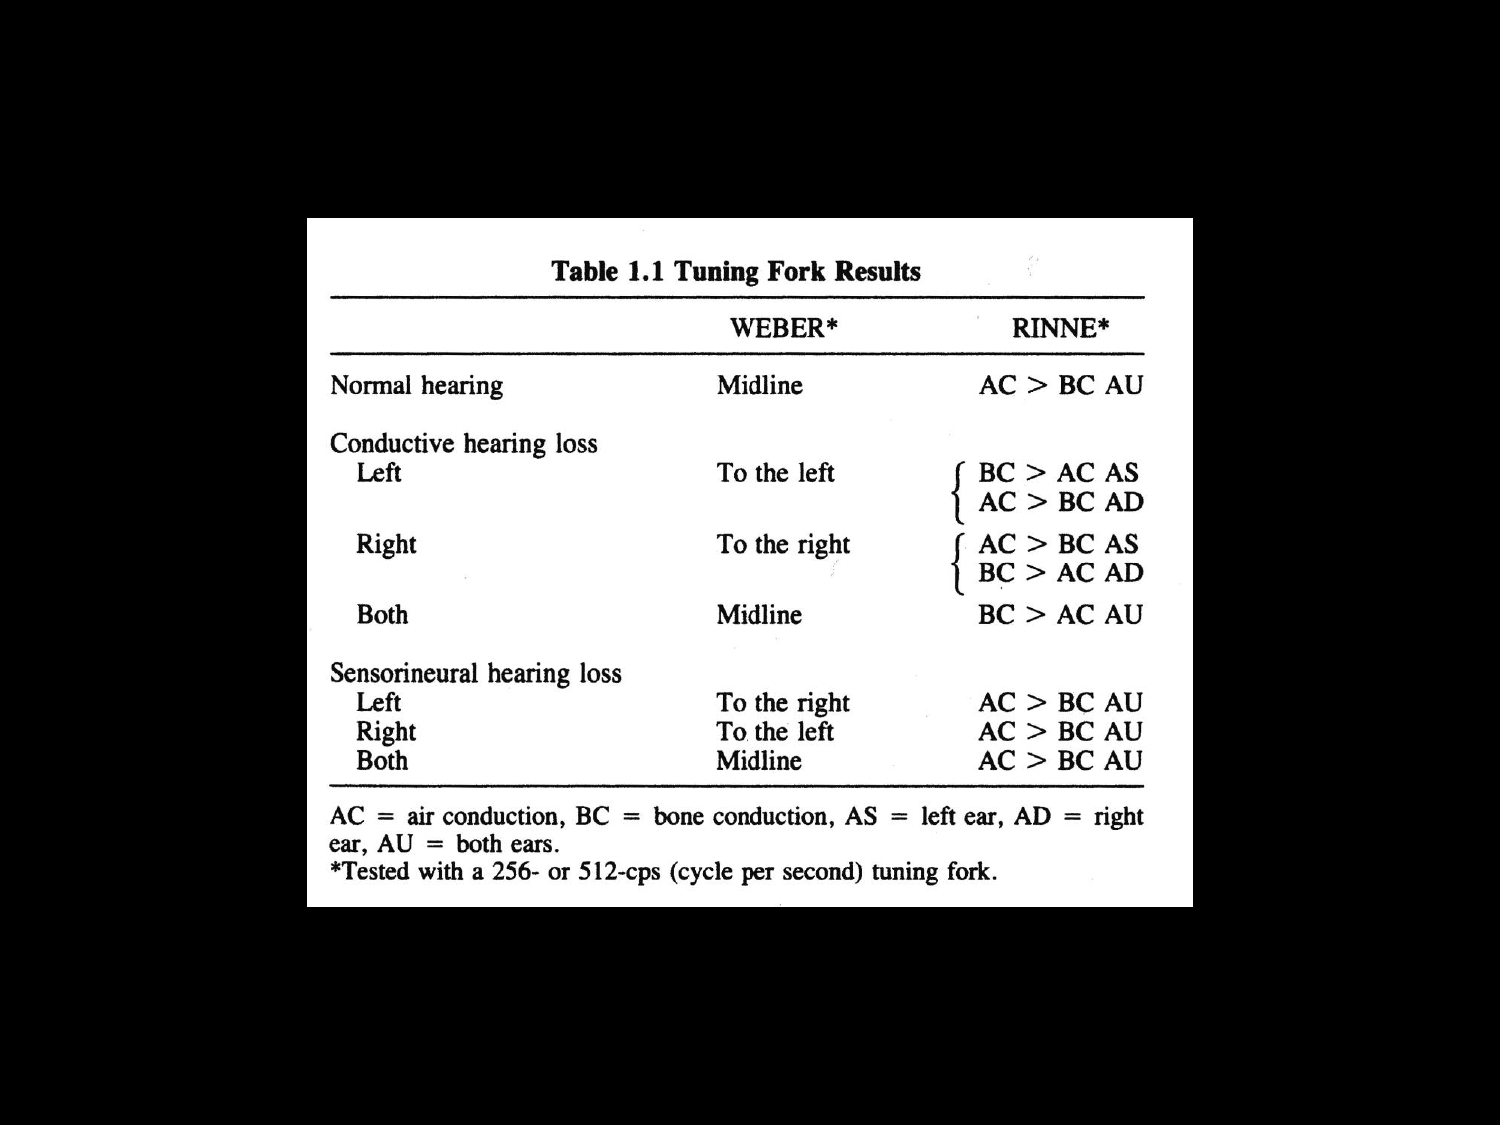 Table 1.1 Tuning Fork Results
WEBER* RINNE*
Normal hearing Midline AC > BC AU
Conductive hearing loss
Left To the left BC > AC AS
AC > BC AD
Right To the right AC > BC AS
BC > AC AD
Both Midline BC > AC AU
Sensorineural hearing loss
Left To the right AC > BC AU
Right To the left AC > BC AU
Both Midline AC > BC AU
AC = air conduction, BC = bone conduction, AS = left ear, AD = right
ear, AU = both ears.
*Tested with a 256- or 512-cps (cycle per second) tuning fork.